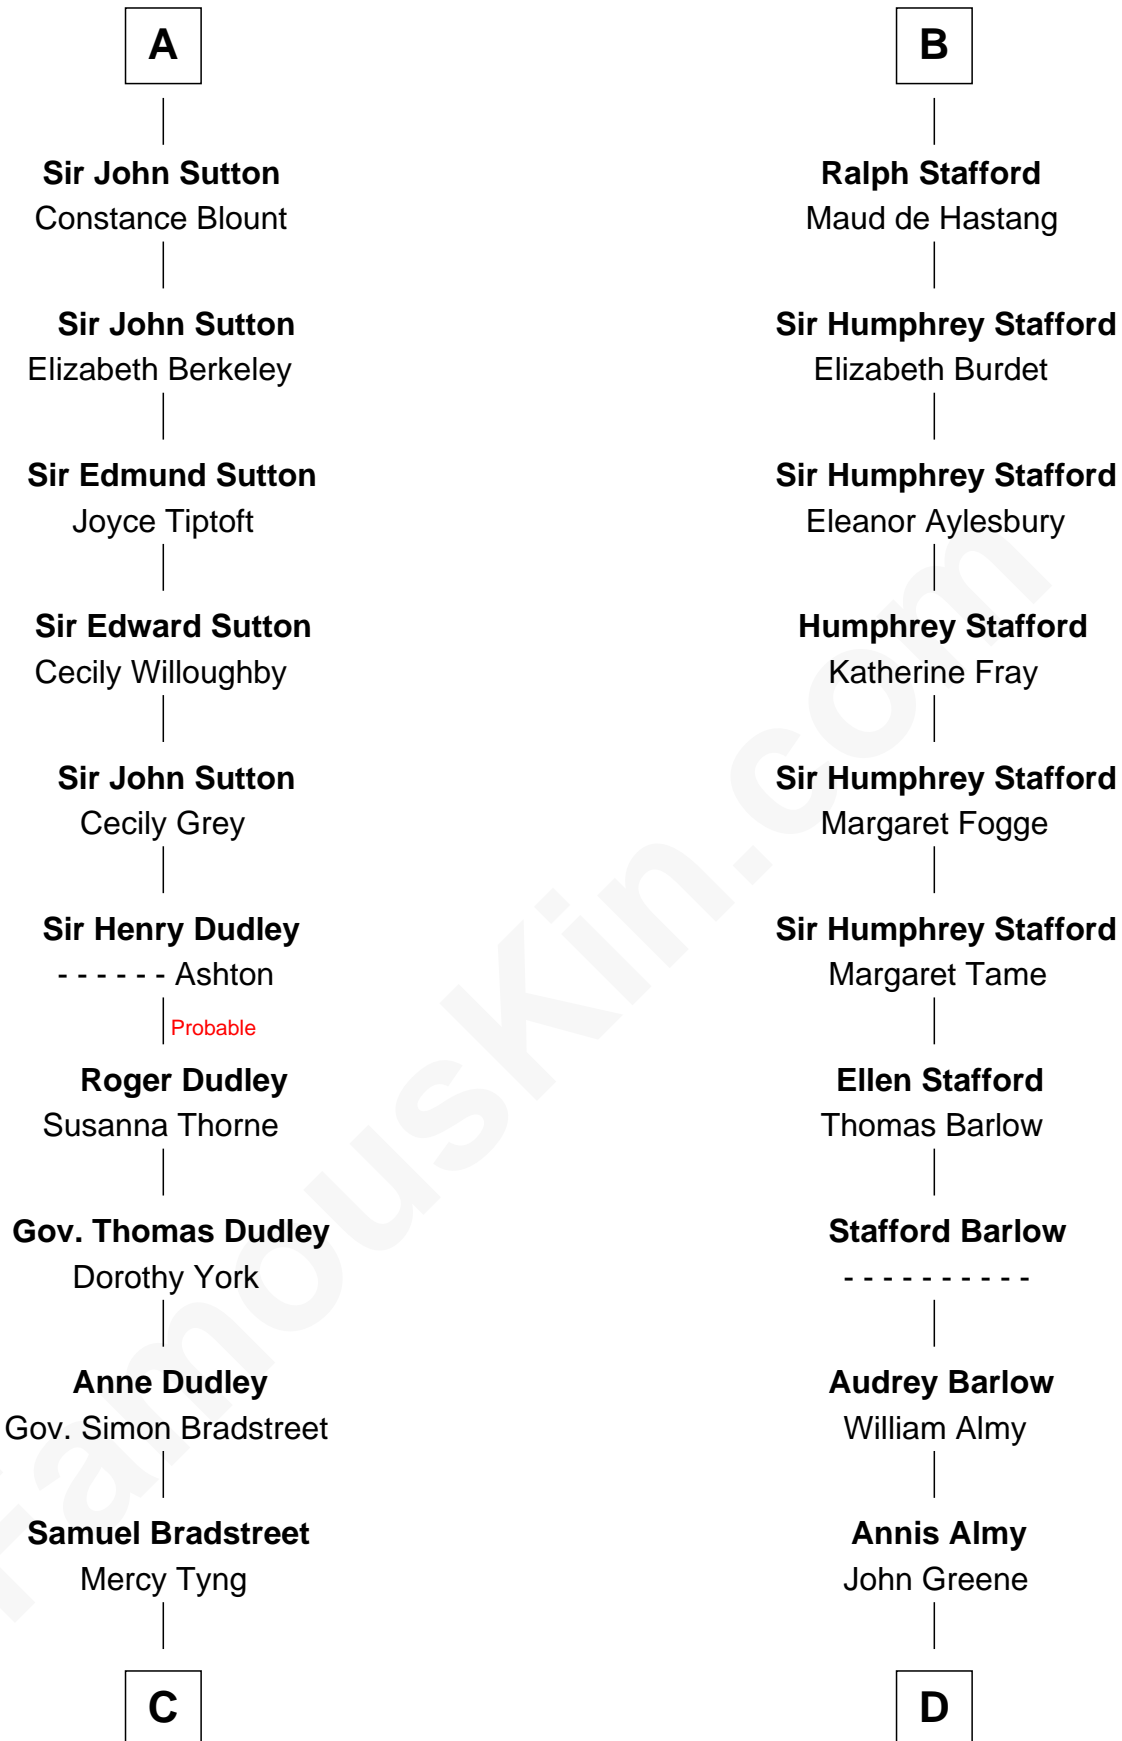 A
Sir John Sutton
Constance Blount
Sir John Sutton
Elizabeth Berkeley
Sir Edmund Sutton
Joyce Tiptoft
Sir Edward Sutton
Cecily Willoughby
Sir John Sutton
Cecily Grey
Sir Henry Dudley
- - - - - - Ashton
Probable
Roger Dudley
Susanna Thorne
Gov. Thomas Dudley
Dorothy York
Anne Dudley
Gov. Simon Bradstreet
Samuel Bradstreet
Mercy Tyng
C
B
Ralph Stafford
Maud de Hastang
Sir Humphrey Stafford
Elizabeth Burdet
Sir Humphrey Stafford
Eleanor Aylesbury
Humphrey Stafford
Katherine Fray
Sir Humphrey Stafford
Margaret Fogge
Sir Humphrey Stafford
Margaret Tame
Ellen Stafford
Thomas Barlow
Stafford Barlow
- - - - - - - - - -
Audrey Barlow
William Almy
Annis Almy
John Greene
D
FamousKin.com